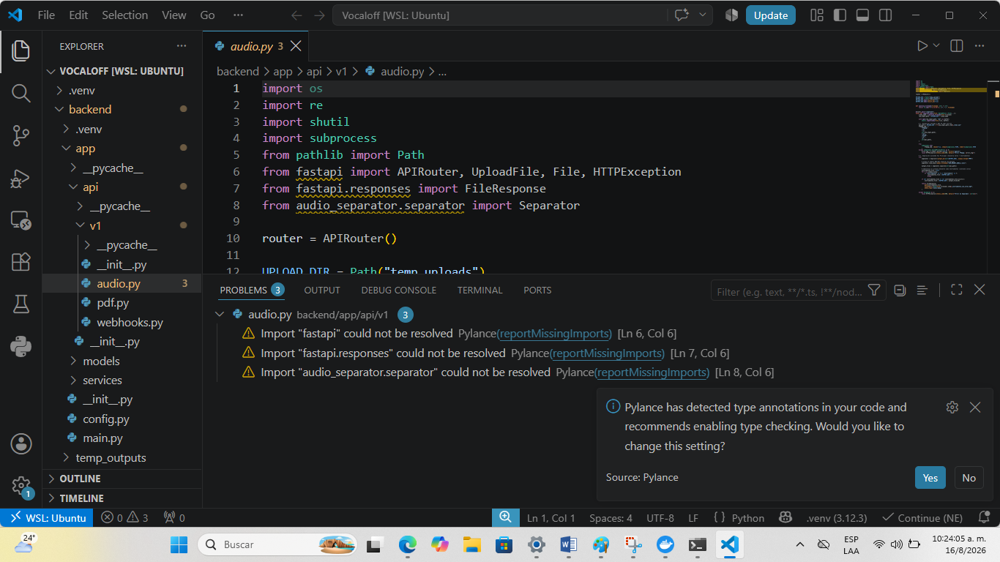 File Edit Selection View Go ··· Vocaloff [WSL: Ubuntu] Update
EXPLORER ···
VOCALOFF [WSL: UBUNTU]
.venv
backend
.venv
app
__pycache__
api
__pycache__
v1
__pycache__
__init__.py
audio.py 3
pdf.py
webhooks.py
__init__.py
models
services
__init__.py
config.py
main.py
temp_outputs
OUTLINE
TIMELINE
1
audio.py 3
backend > app > api > v1 > audio.py > ...
1 import os
2 import re
3 import shutil
4 import subprocess
5 from pathlib import Path
6 from fastapi import APIRouter, UploadFile, File, HTTPException
7 from fastapi.responses import FileResponse
8 from audio_separator.separator import Separator
9
10 router = APIRouter()
11
12 UPLOAD_DIR = Path("temp_uploads")
PROBLEMS 3 OUTPUT DEBUG CONSOLE TERMINAL PORTS Filter (e.g. text, **/*.ts, !**/nod...
audio.py backend/app/api/v1 3
Import "fastapi" could not be resolved Pylance(reportMissingImports) [Ln 6, Col 6]
Import "fastapi.responses" could not be resolved Pylance(reportMissingImports) [Ln 7, Col 6]
Import "audio_separator.separator" could not be resolved Pylance(reportMissingImports) [Ln 8, Col 6]
Pylance has detected type annotations in your code and
recommends enabling type checking. Would you like to
change this setting?
Source: Pylance Yes No
WSL: Ubuntu 0 3 0 Ln 1, Col 1 Spaces: 4 UTF-8 LF { } Python .venv (3.12.3) Continue (NE)
24° Buscar ESP
LAA
10:24:05 a. m.
16/8/2026